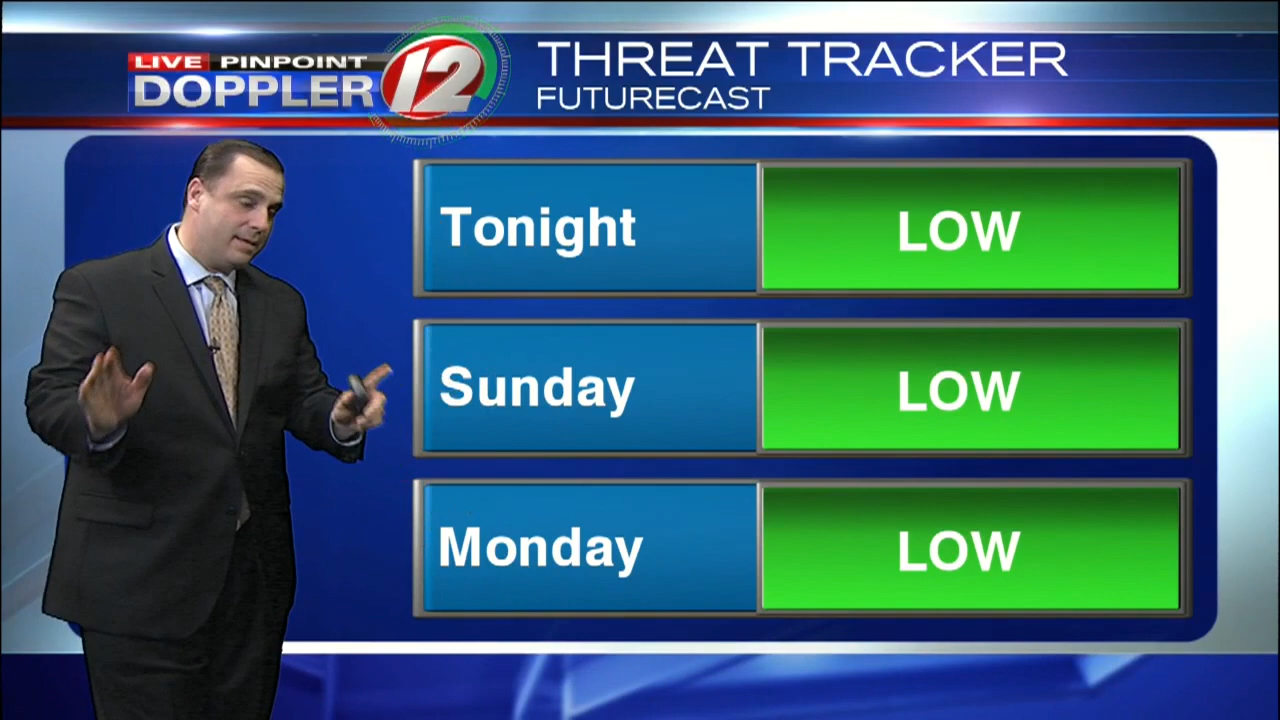 LIVE PINPOINT
DOPPLER 12
THREAT TRACKER
FUTURECAST
Tonight LOW
Sunday LOW
Monday LOW